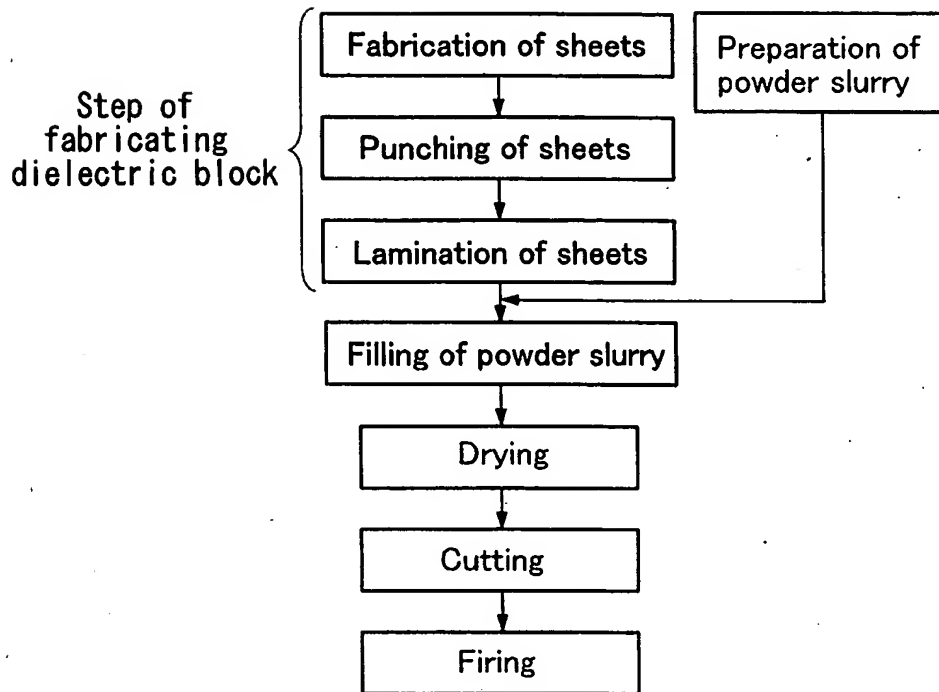 Fabrication of sheets
Preparation of
powder slurry
Step of
fabricating
dielectric block
Punching of sheets
Lamination of sheets
Filling of powder slurry
Drying
Cutting
Firing